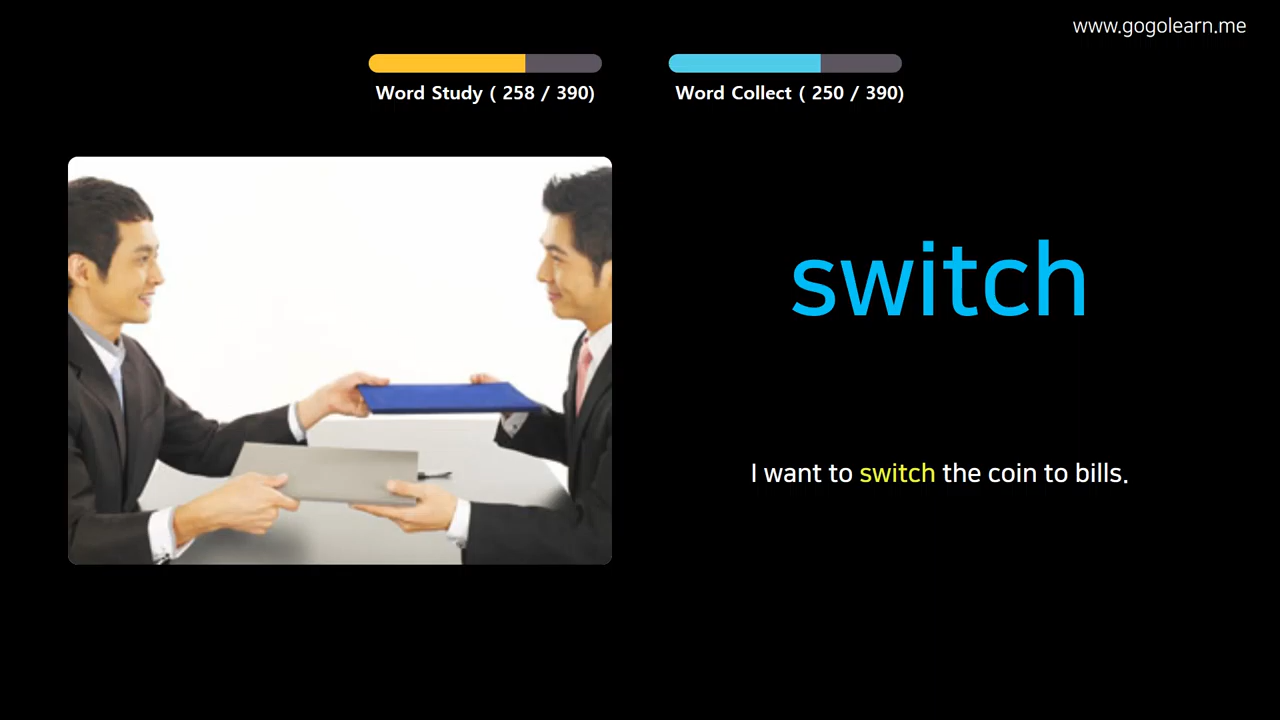 www.gogolearn.me
Word Study ( 258 / 390)
Word Collect ( 250 / 390)
switch
I want to switch the coin to bills.